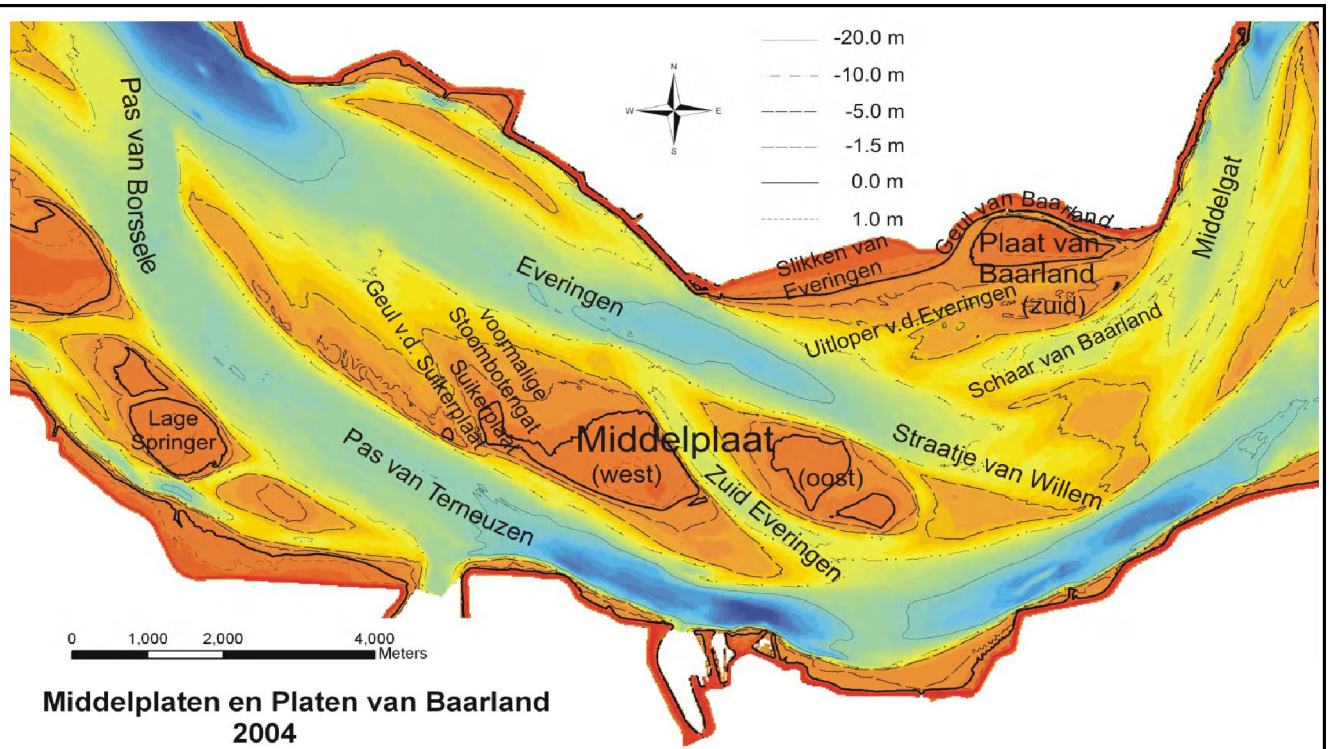 -20.0 m
-10.0 m
-5.0 m
-1.5 m
0.0 m
1.0 m
N
W
E
S
Pas van Borssele
Everingen
Slikken van
Everingen
Geul van Baarland
Plaat van
Baarland
(zuid)
Middelgat
Uitloper v.d.Everingen
Schaar van Baarland
Geul v.d. Suikerplaat
Suikerplaat
Voormalige
Stoombotengat
Lage
Springer
Middelplaat
(west)
(oost)
Straatje van Willem
Pas van Terneuzen
Zuid Everingen
0 1,000 2,000 4,000
Meters
Middelplaten en Platen van Baarland
2004